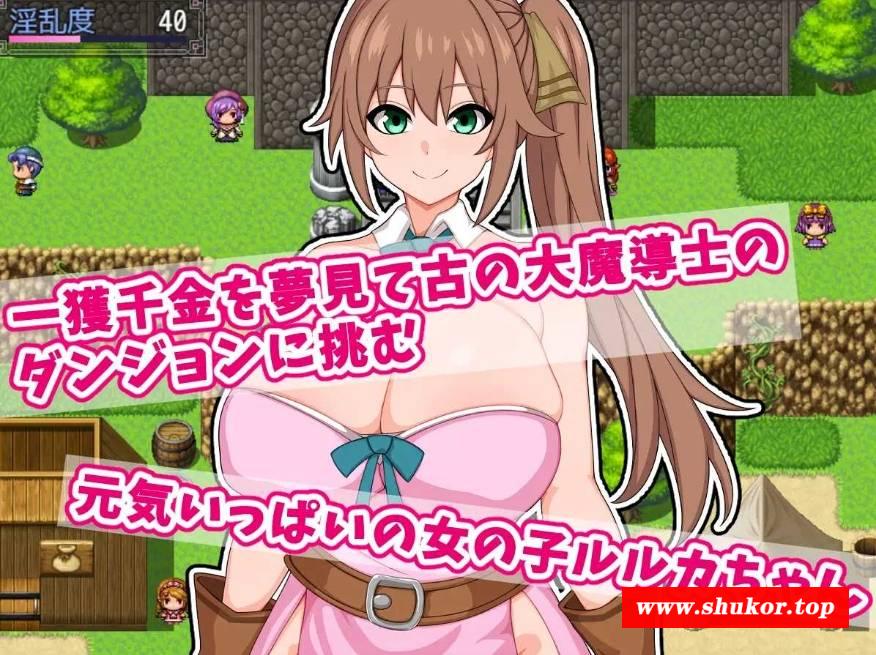 淫乱度 40
一獲千金を夢見て古の大魔導士の
ダンジョンに挑む
元気いっぱいの女の子ルルカちゃん。
www.shukor.top